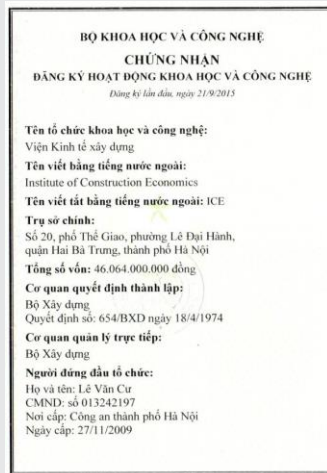 BỘ KHOA HỌC VÀ CÔNG NGHỆ
CHỨNG NHẬN
ĐĂNG KÝ HOẠT ĐỘNG KHOA HỌC VÀ CÔNG NGHỆ
Đăng ký lần đầu, ngày 21/9/2015
Tên tổ chức khoa học và công nghệ:
Viện Kinh tế xây dựng
Tên viết bằng tiếng nước ngoài:
Institute of Construction Economics
Tên viết tắt bằng tiếng nước ngoài: ICE
Trụ sở chính:
Số 20, phố Thể Giao, phường Lê Đại Hành,
quận Hai Bà Trưng, thành phố Hà Nội
Tổng số vốn: 46.064.000.000 đồng
Cơ quan quyết định thành lập:
Bộ Xây dựng
Quyết định số: 654/BXD ngày 18/4/1974
Cơ quan quản lý trực tiếp:
Bộ Xây dựng
Người đứng đầu tổ chức:
Họ và tên: Lê Văn Cư
CMND: số 013242197
Nơi cấp: Công an thành phố Hà Nội
Ngày cấp: 27/11/2009